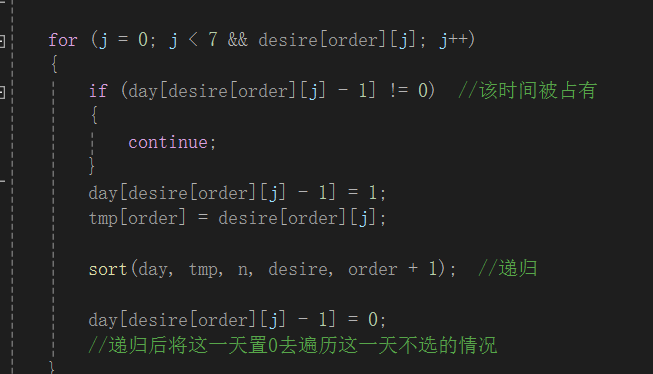 for (j = 0; j < 7 && desire[order][j]; j++)
{
if (day[desire[order][j] - 1] != 0)  //该时间被占有
{
continue;
}
day[desire[order][j] - 1] = 1;
tmp[order] = desire[order][j];
sort(day, tmp, n, desire, order + 1);  //递归
day[desire[order][j] - 1] = 0;
//递归后将这一天置0去遍历这一天不选的情况
}